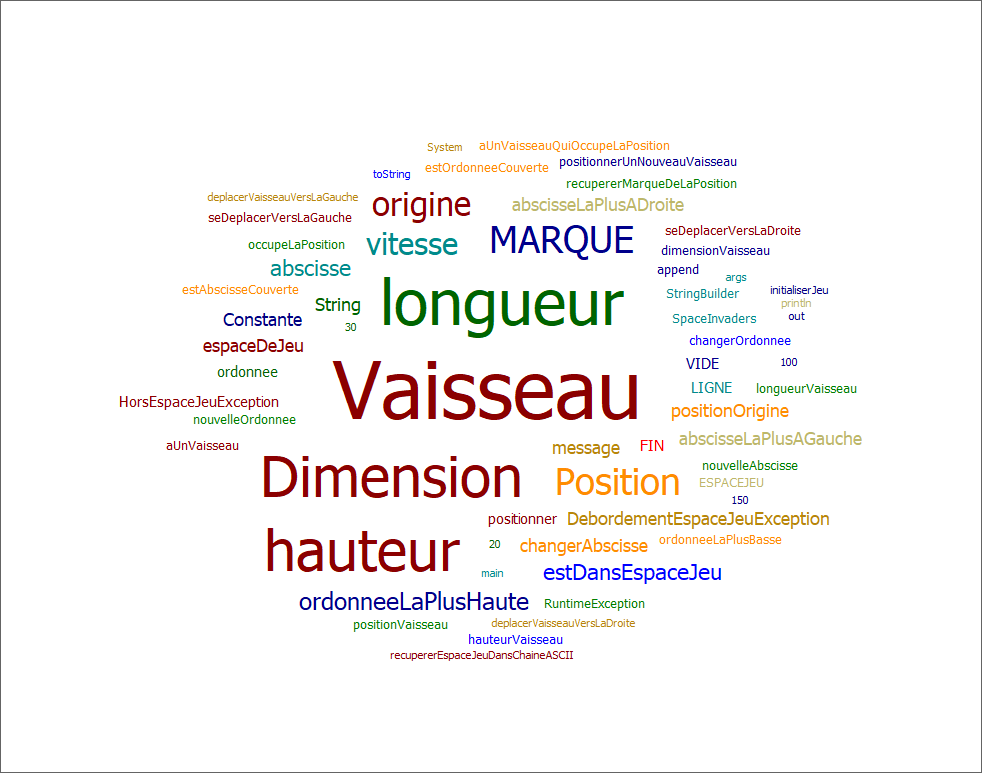 System aUnVaisseauQuiOccupeLaPosition
estOrdonneeCouverte positionnerUnNouveauVaisseau
toString
recupererMarqueDeLaPosition
deplacerVaisseauVersLaGauche origine abscisseLaPlusADroite
seDeplacerVersLaGauche
seDeplacerVersLaDroite
occupeLaPosition vitesse MARQUE dimensionVaisseau
abscisse append
args
estAbscisseCouverte StringBuilder initialiserJeu
String longueur println
Constante SpaceInvaders out
30
espaceDeJeu changerOrdonnee
VIDE 100
ordonnee
LIGNE longueurVaisseau
Vaisseau
HorsEspaceJeuException positionOrigine
nouvelleOrdonnee
aUnVaisseau message FIN abscisseLaPlusAGauche
nouvelleAbscisse
Dimension Position ESPACEJEU
150
positionner DebordementEspaceJeuException
hauteur 20 changerAbscisse ordonneeLaPlusBasse
main estDansEspaceJeu
ordonneeLaPlusHaute RuntimeException
positionVaisseau deplacerVaisseauVersLaDroite
hauteurVaisseau
recupererEspaceJeuDansChaineASCII